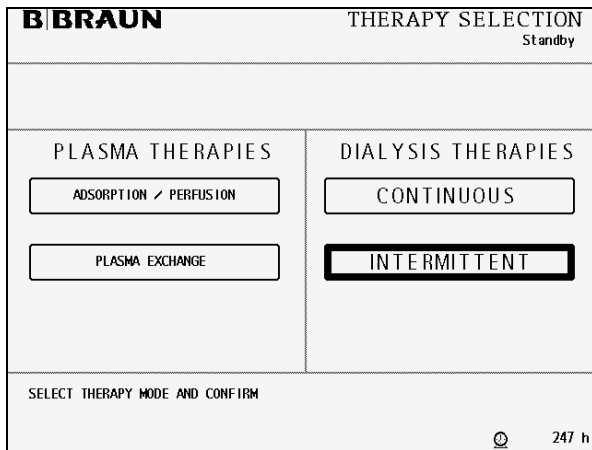 B|BRAUN
THERAPY SELECTION
Standby
PLASMA THERAPIES
ADSORPTION / PERFUSION
PLASMA EXCHANGE
DIALYSIS THERAPIES
CONTINUOUS
INTERMITTENT
SELECT THERAPY MODE AND CONFIRM
247 h